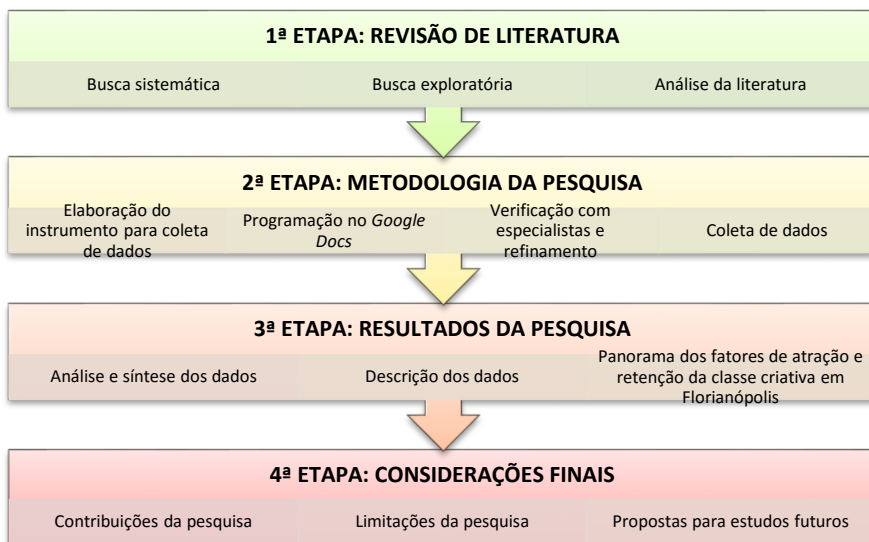 1ª ETAPA: REVISÃO DE LITERATURA
Busca sistemática
Busca exploratória
Análise da literatura
2ª ETAPA: METODOLOGIA DA PESQUISA
Elaboração do
instrumento para coleta
de dados
Programação no Google
Docs
Verificação com
especialistas e
refinamento
Coleta de dados
3ª ETAPA: RESULTADOS DA PESQUISA
Análise e síntese dos dados
Descrição dos dados
Panorama dos fatores de atração e
retenção da classe criativa em
Florianópolis
4ª ETAPA: CONSIDERAÇÕES FINAIS
Contribuições da pesquisa
Limitações da pesquisa
Propostas para estudos futuros